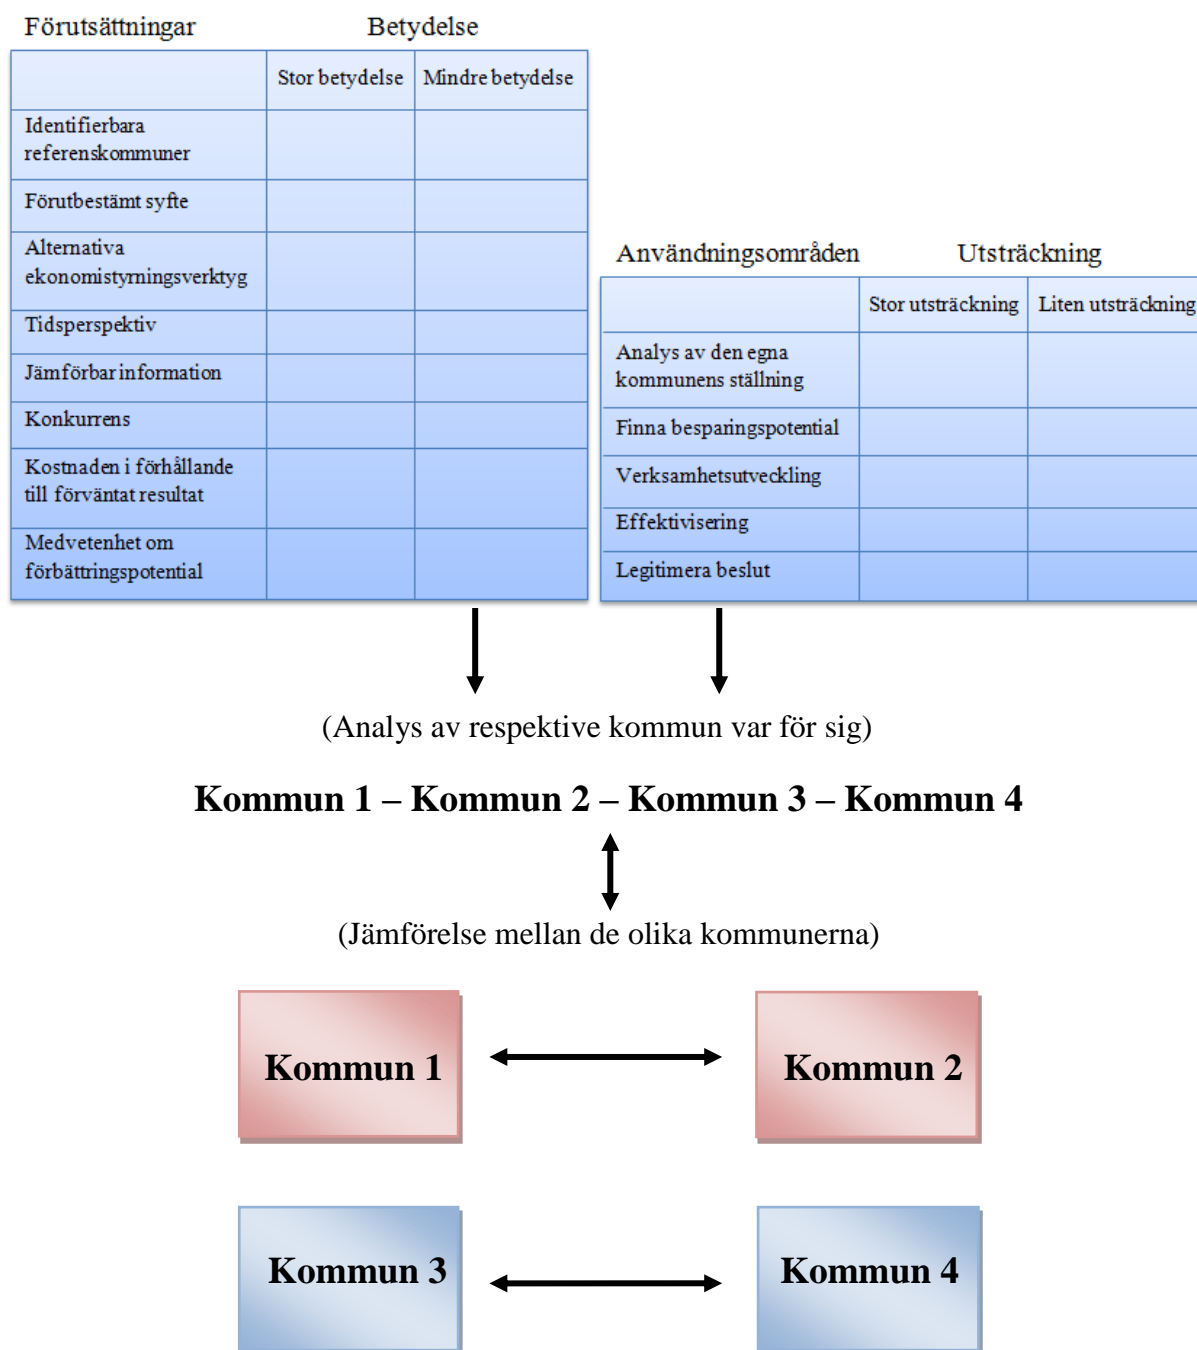 Förutsättningar Betydelse
Stor betydelse Mindre betydelse
Identifierbara
referenskommuner
Förutbestämt syfte
Alternativa
ekonomistyrningsverktyg
Tidsperspektiv
Jämförbar information
Konkurrens
Kostnaden i förhållande
till förväntat resultat
Medvetenhet om
förbättringspotential
Användningsområden Utsträckning
Stor utsträckning Liten utsträckning
Analys av den egna
kommunens ställning
Finna besparingspotential
Verksamhetsutveckling
Effektivisering
Legitimera beslut
(Analys av respektive kommun var för sig)
Kommun 1 – Kommun 2 – Kommun 3 – Kommun 4
(Jämförelse mellan de olika kommunerna)
Kommun 1
Kommun 2
Kommun 3
Kommun 4